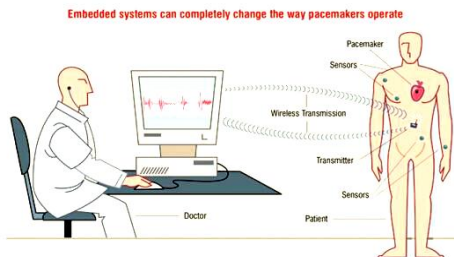 Embedded systems can completely change the way pacemakers operate
Pacemaker
Sensors
Wireless Transmission
Transmitter
Sensors
Doctor
Patient